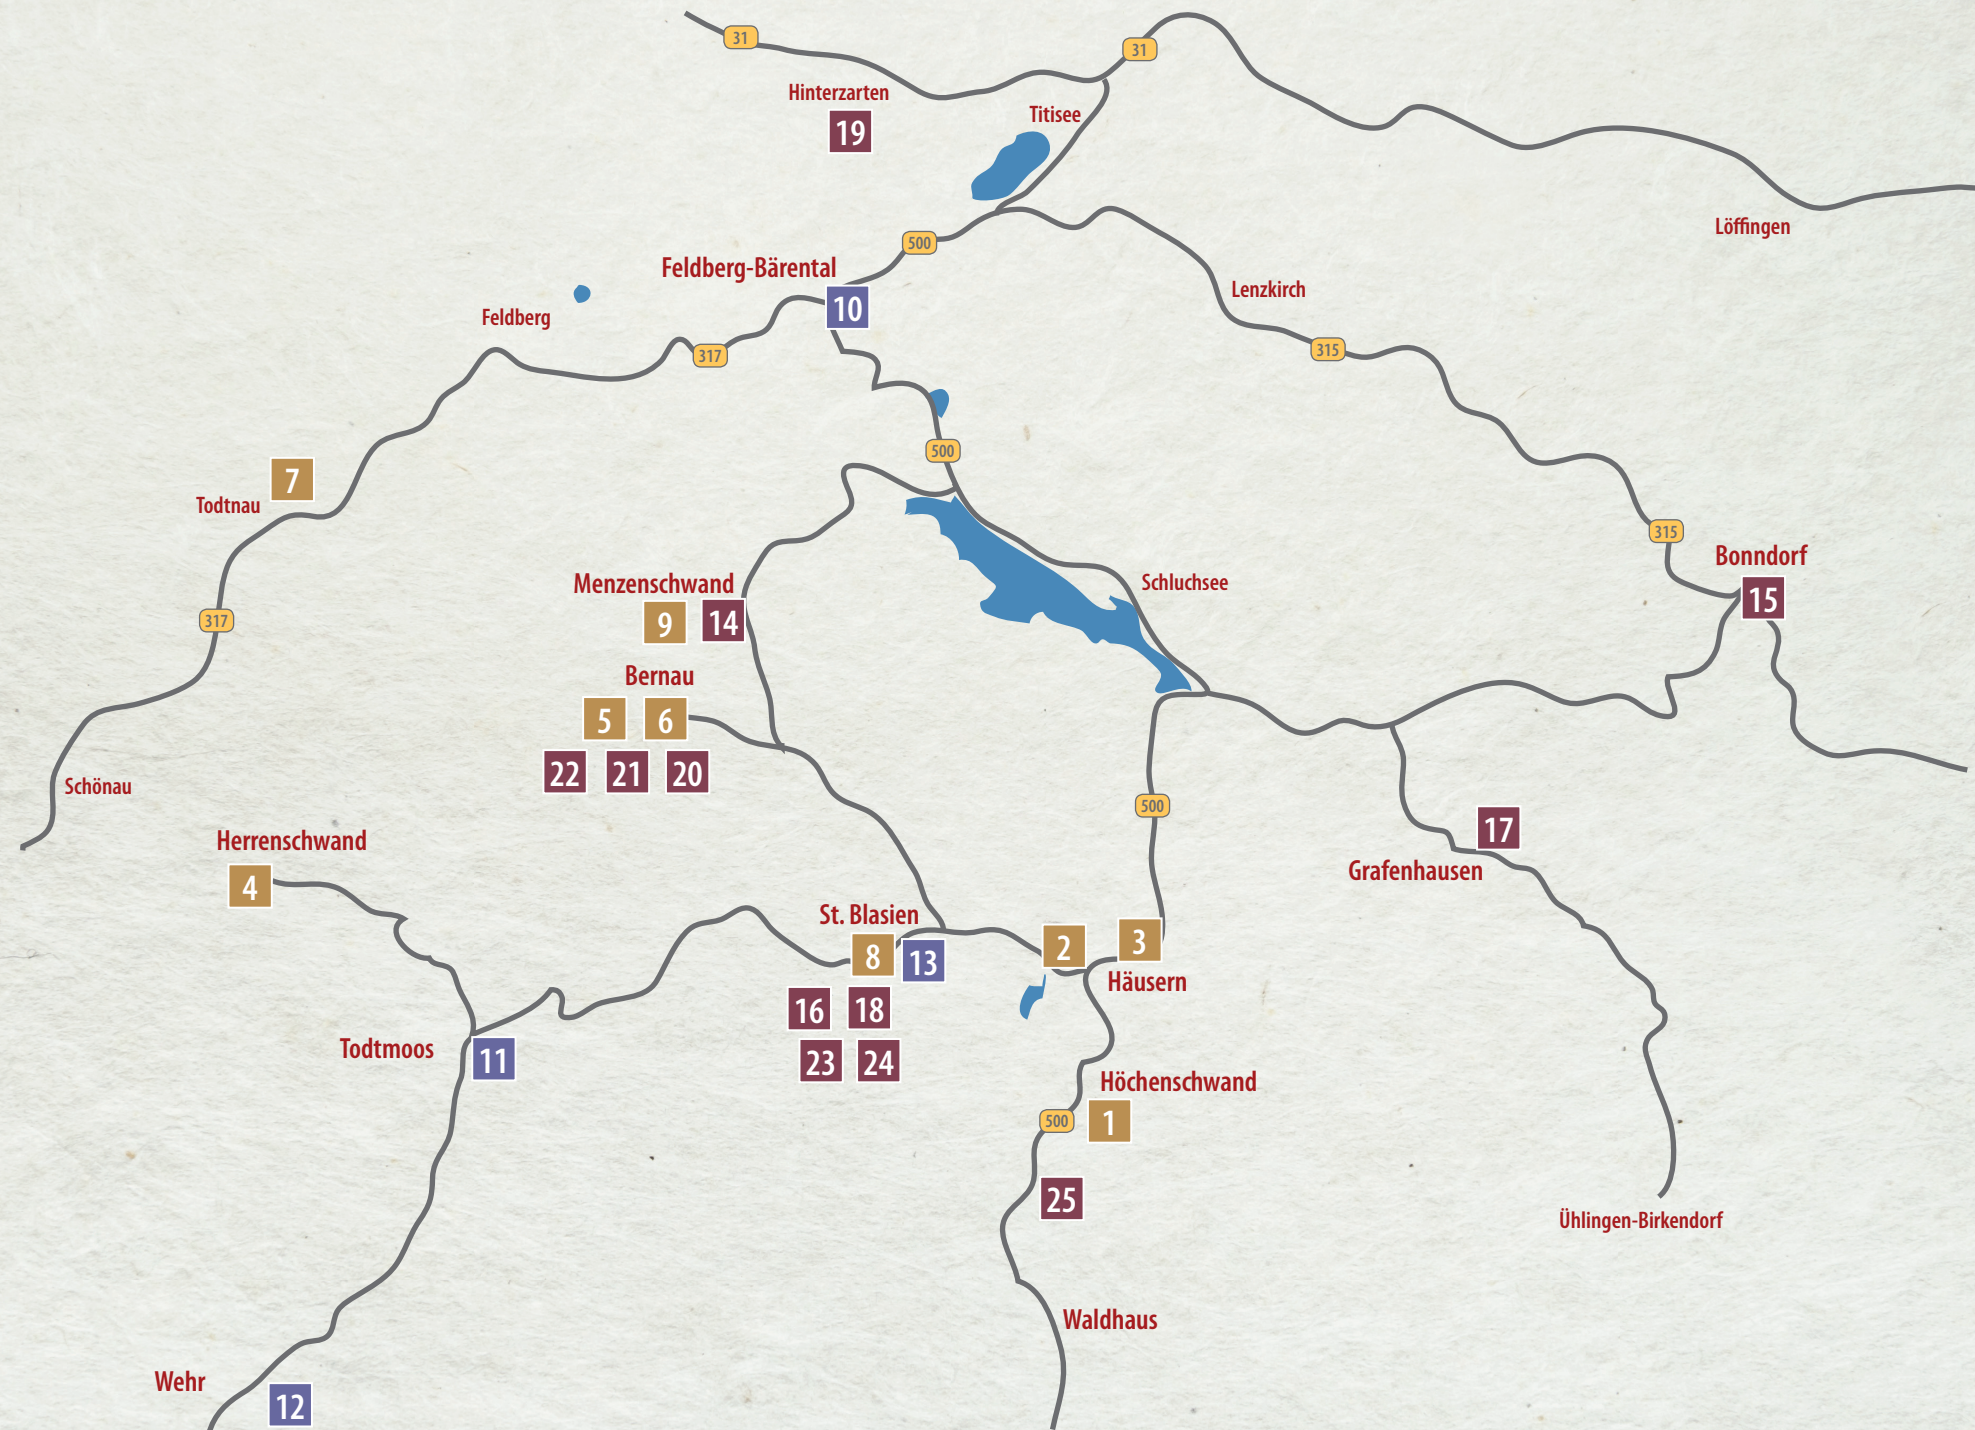 31
31
Hinterzarten
19
Titisee
Löffingen
500
Feldberg-Bärental
10
Feldberg
Lenzkirch
317
315
500
7
Todtnau
315
Bonndorf
15
Menzenschwand
9 14
Schluchsee
317
Bernau
5 6
22 21 20
Schönau
500
17
Grafenhausen
Herrenschwand
4
St. Blasien
8 13
2 3
Häusern
16 18
23 24
Todtmoos
11
Höchenschwand
500 1
25
Ühlingen-Birkendorf
Waldhaus
Wehr
12